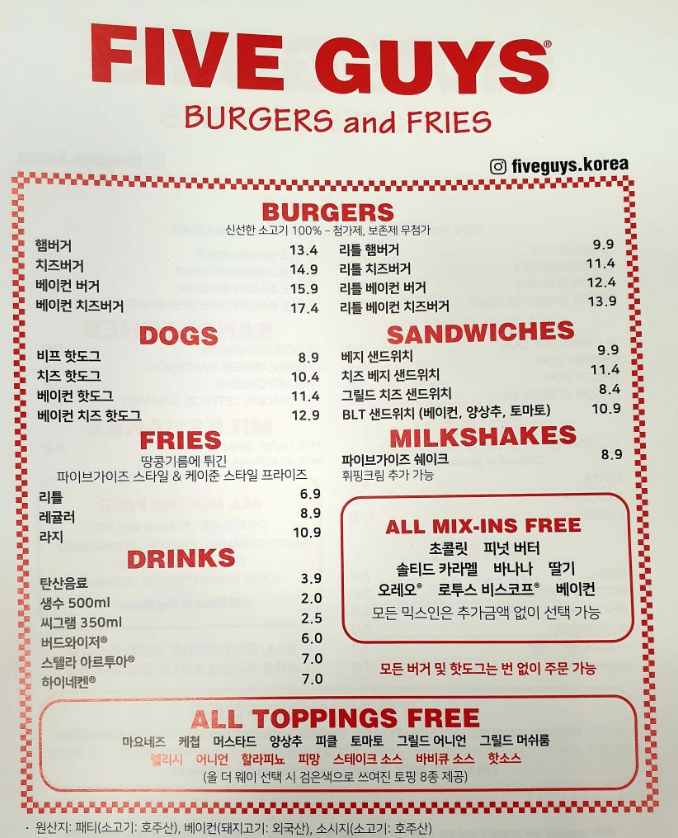 FIVE GUYS®
BURGERS and FRIES
fiveguys.korea
BURGERS
신선한 소고기 100% - 첨가제, 보존제 무첨가
햄버거 13.4
치즈버거 14.9
베이컨 버거 15.9
베이컨 치즈버거 17.4
리틀 햄버거 9.9
리틀 치즈버거 11.4
리틀 베이컨 버거 12.4
리틀 베이컨 치즈버거 13.9
DOGS
비프 핫도그 8.9
치즈 핫도그 10.4
베이컨 핫도그 11.4
베이컨 치즈 핫도그 12.9
SANDWICHES
베지 샌드위치 9.9
치즈 베지 샌드위치 11.4
그릴드 치즈 샌드위치 8.4
BLT 샌드위치 (베이컨, 양상추, 토마토) 10.9
FRIES
땅콩기름에 튀긴
파이브가이즈 스타일 & 케이준 스타일 프라이즈
리틀 6.9
레귤러 8.9
라지 10.9
MILKSHAKES
파이브가이즈 쉐이크 8.9
휘핑크림 추가 가능
ALL MIX-INS FREE
초콜릿 피넛 버터
솔티드 카라멜 바나나 딸기
오레오® 로투스 비스코프® 베이컨
모든 믹스인은 추가금액 없이 선택 가능
DRINKS
탄산음료 3.9
생수 500ml 2.0
씨그램 350ml 2.5
버드와이저® 6.0
스텔라 아르투아® 7.0
하이네켄® 7.0
모든 버거 및 핫도그는 번 없이 주문 가능
ALL TOPPINGS FREE
마요네즈 케첩 머스타드 양상추 피클 토마토 그릴드 어니언 그릴드 머쉬룸
렐리시 어니언 할라피뇨 피망 스테이크 소스 바비큐 소스 핫소스
(올 더 웨이 선택 시 검은색으로 쓰여진 토핑 8종 제공)
· 원산지: 패티(소고기: 호주산), 베이컨(돼지고기: 외국산), 소시지(소고기: 호주산)